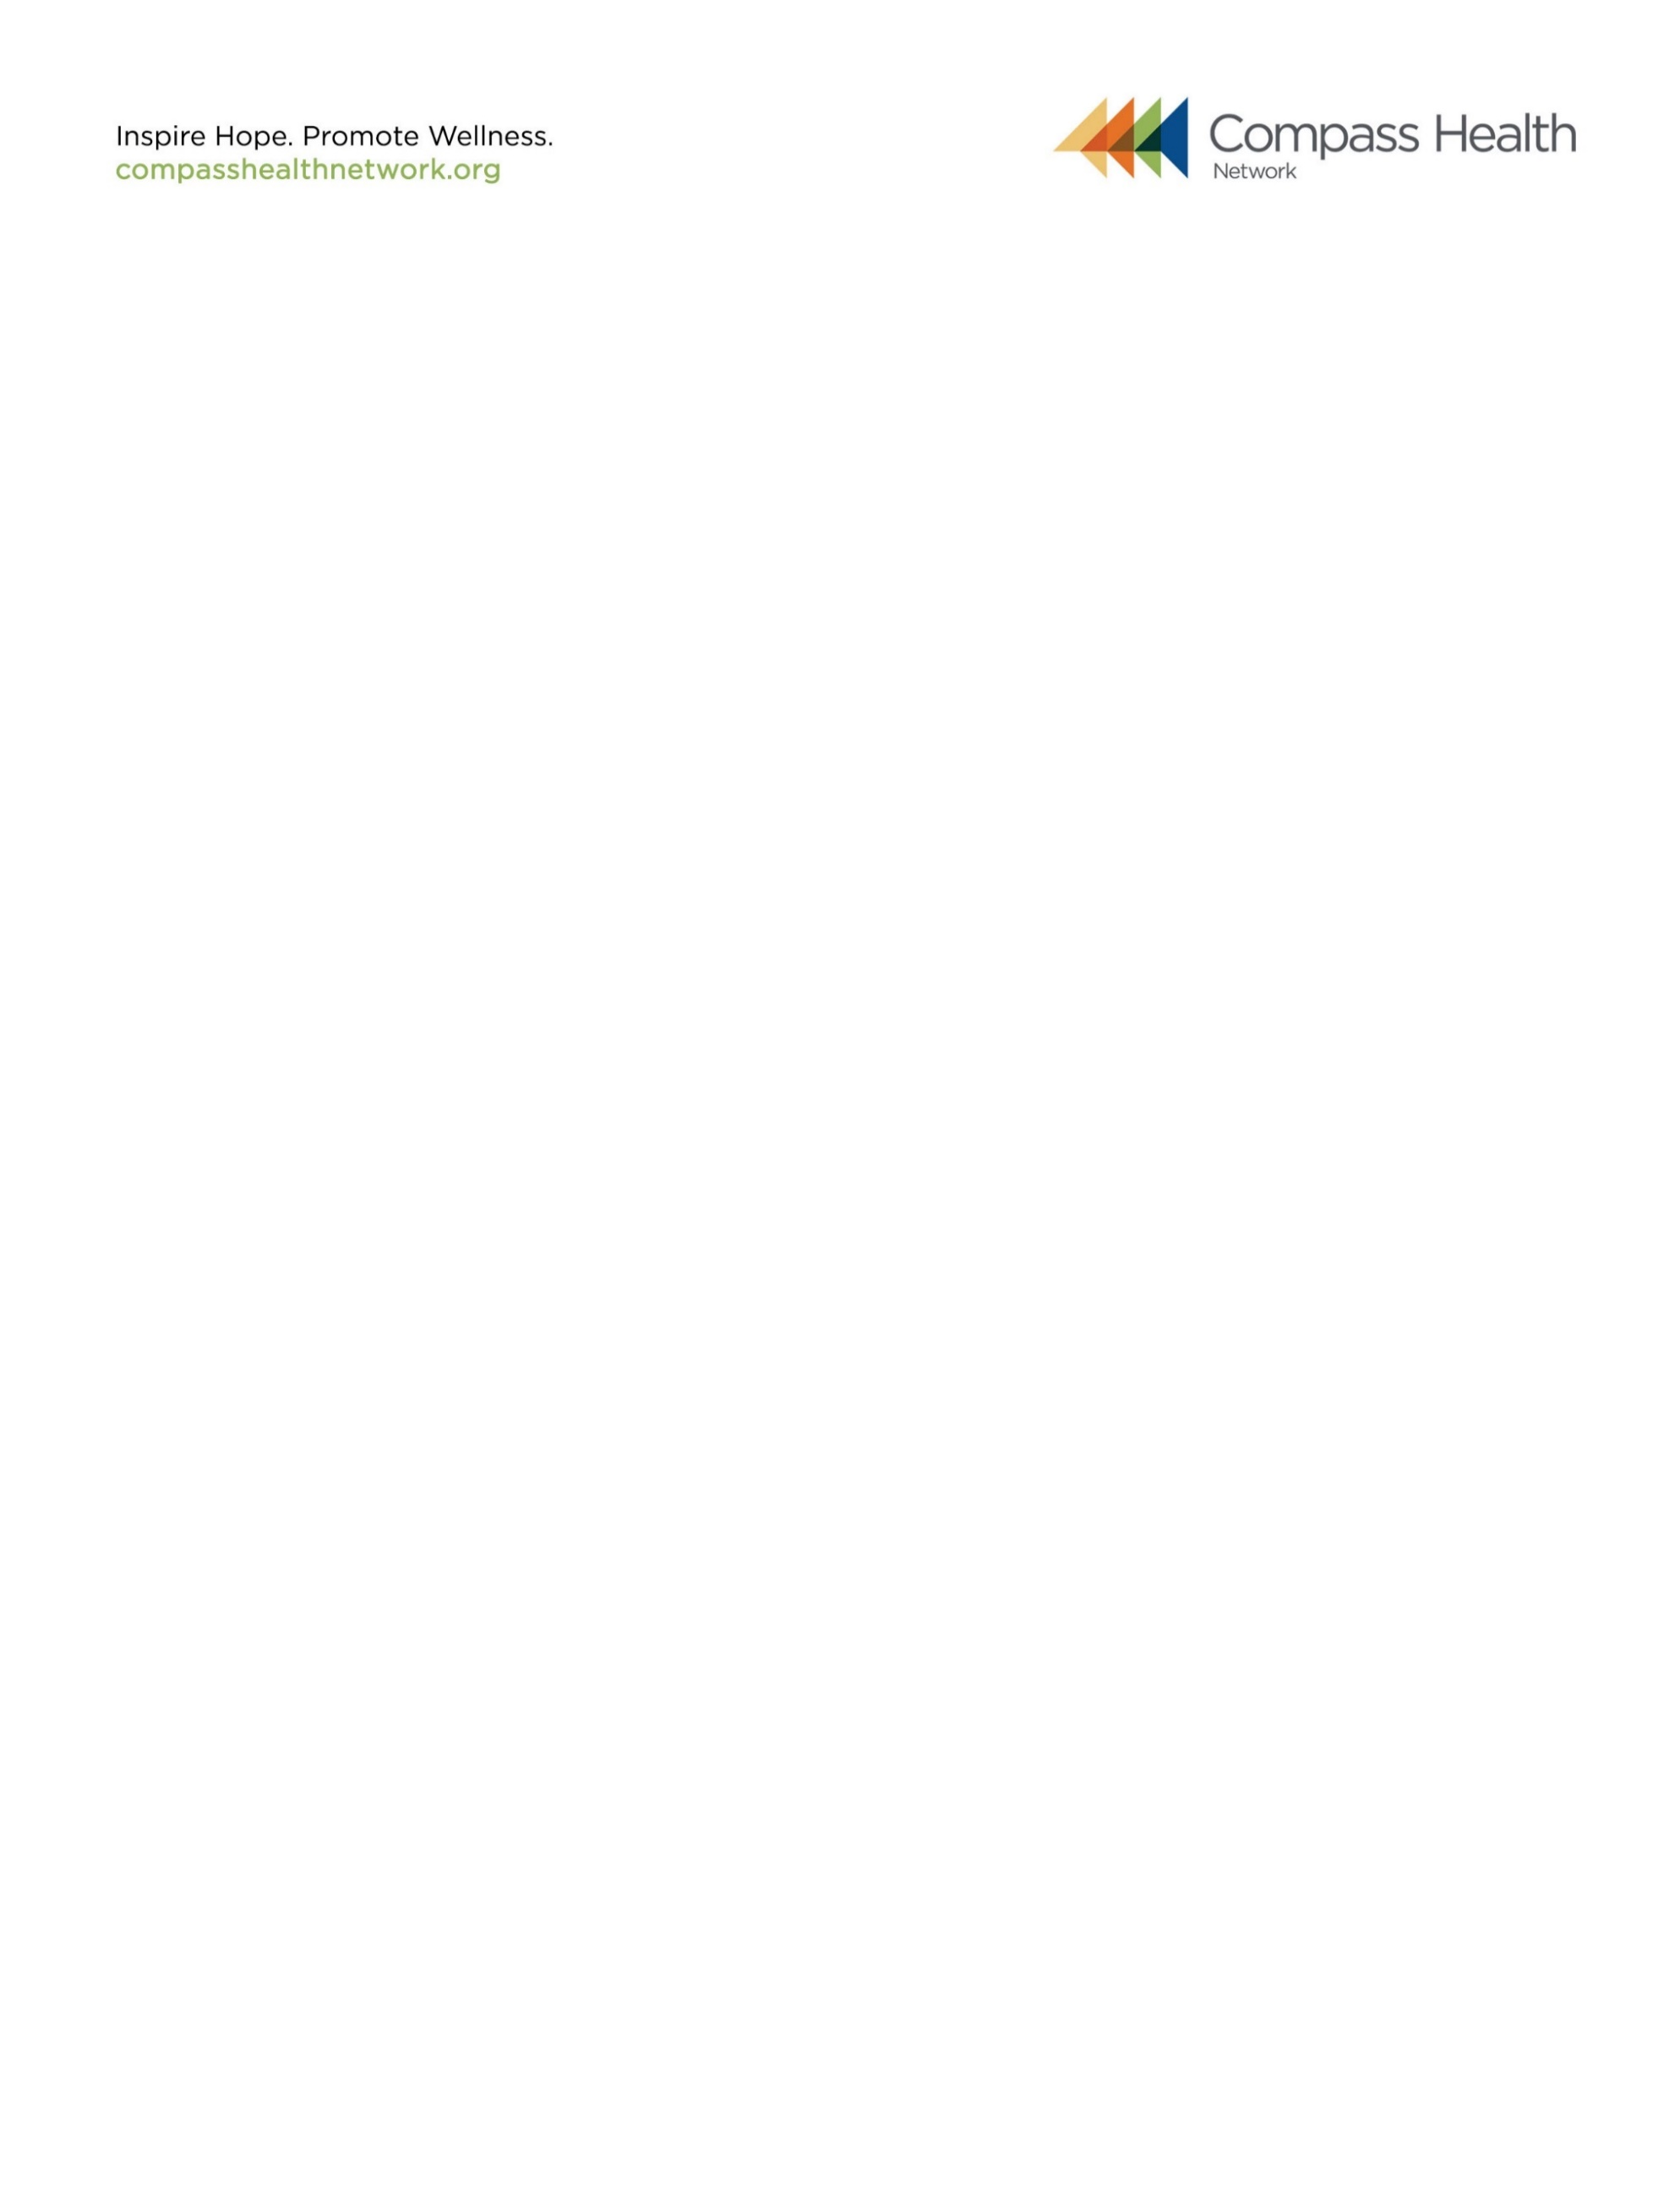 Inspire Hope. Promote Wellness.
compasshealthnetwork.org
Compass Health
Network